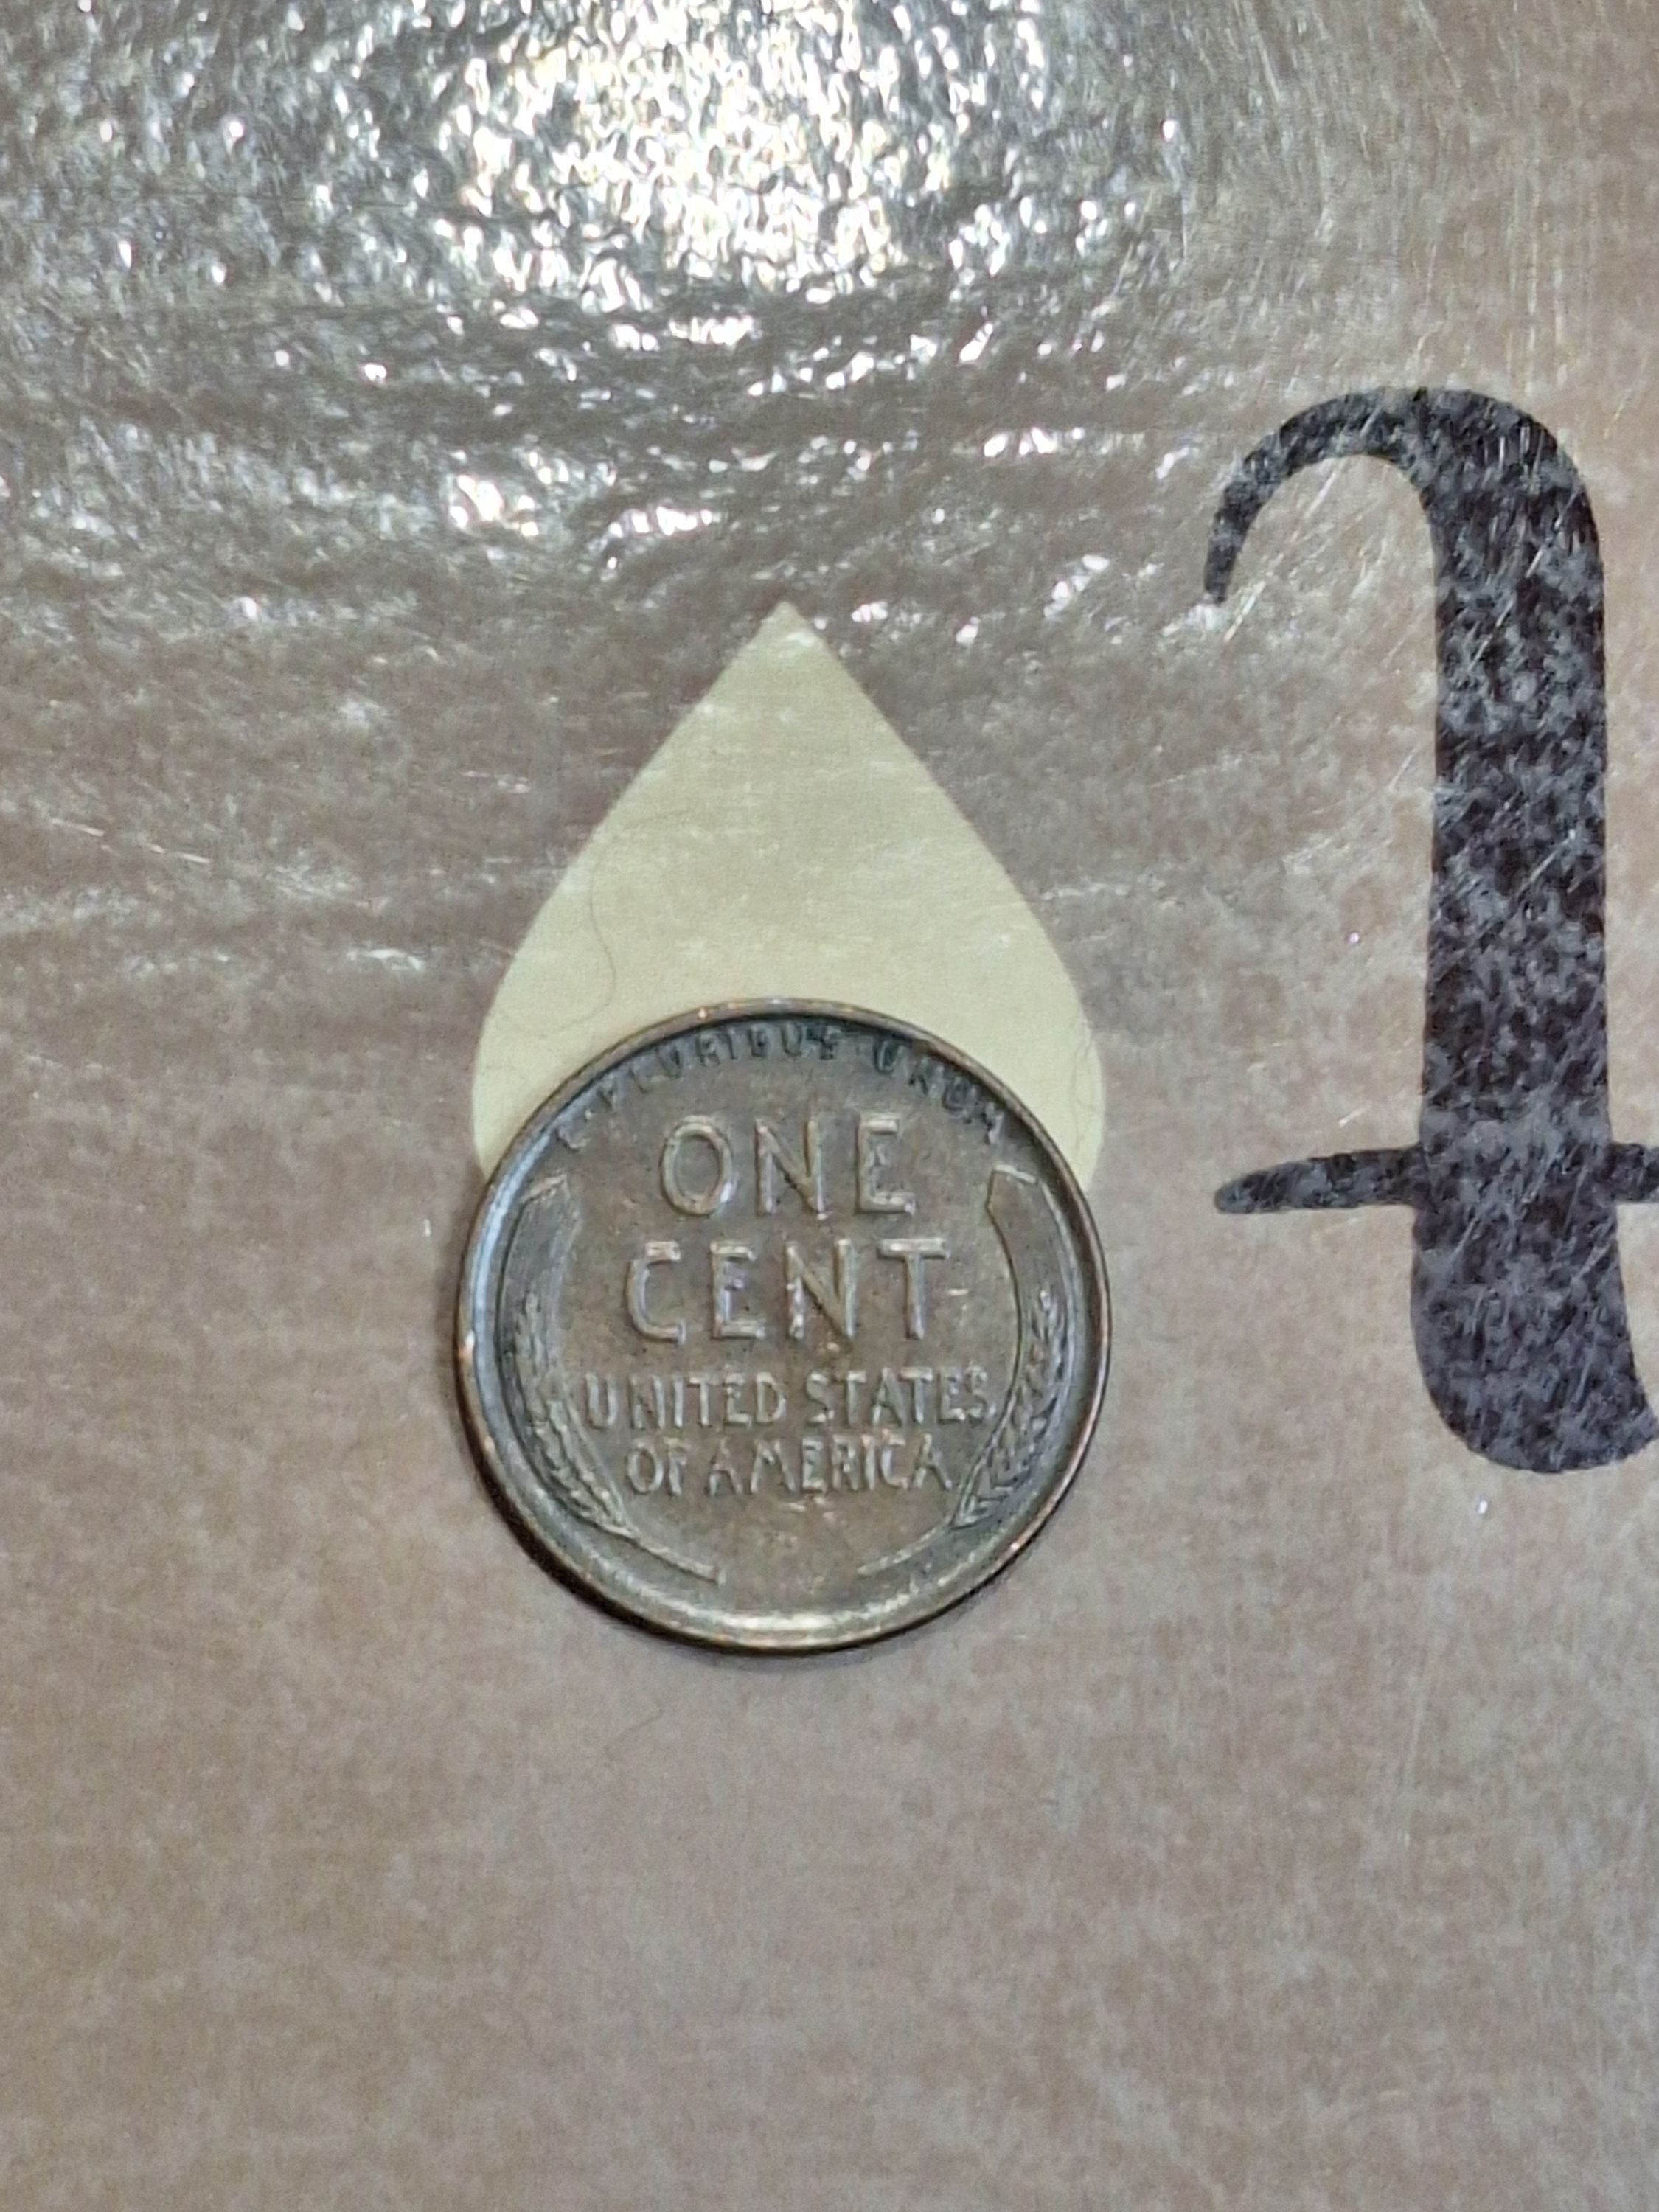 E·PLURIBUS·UNUM
ONE
CENT
UNITED STATES
OF AMERICA
t